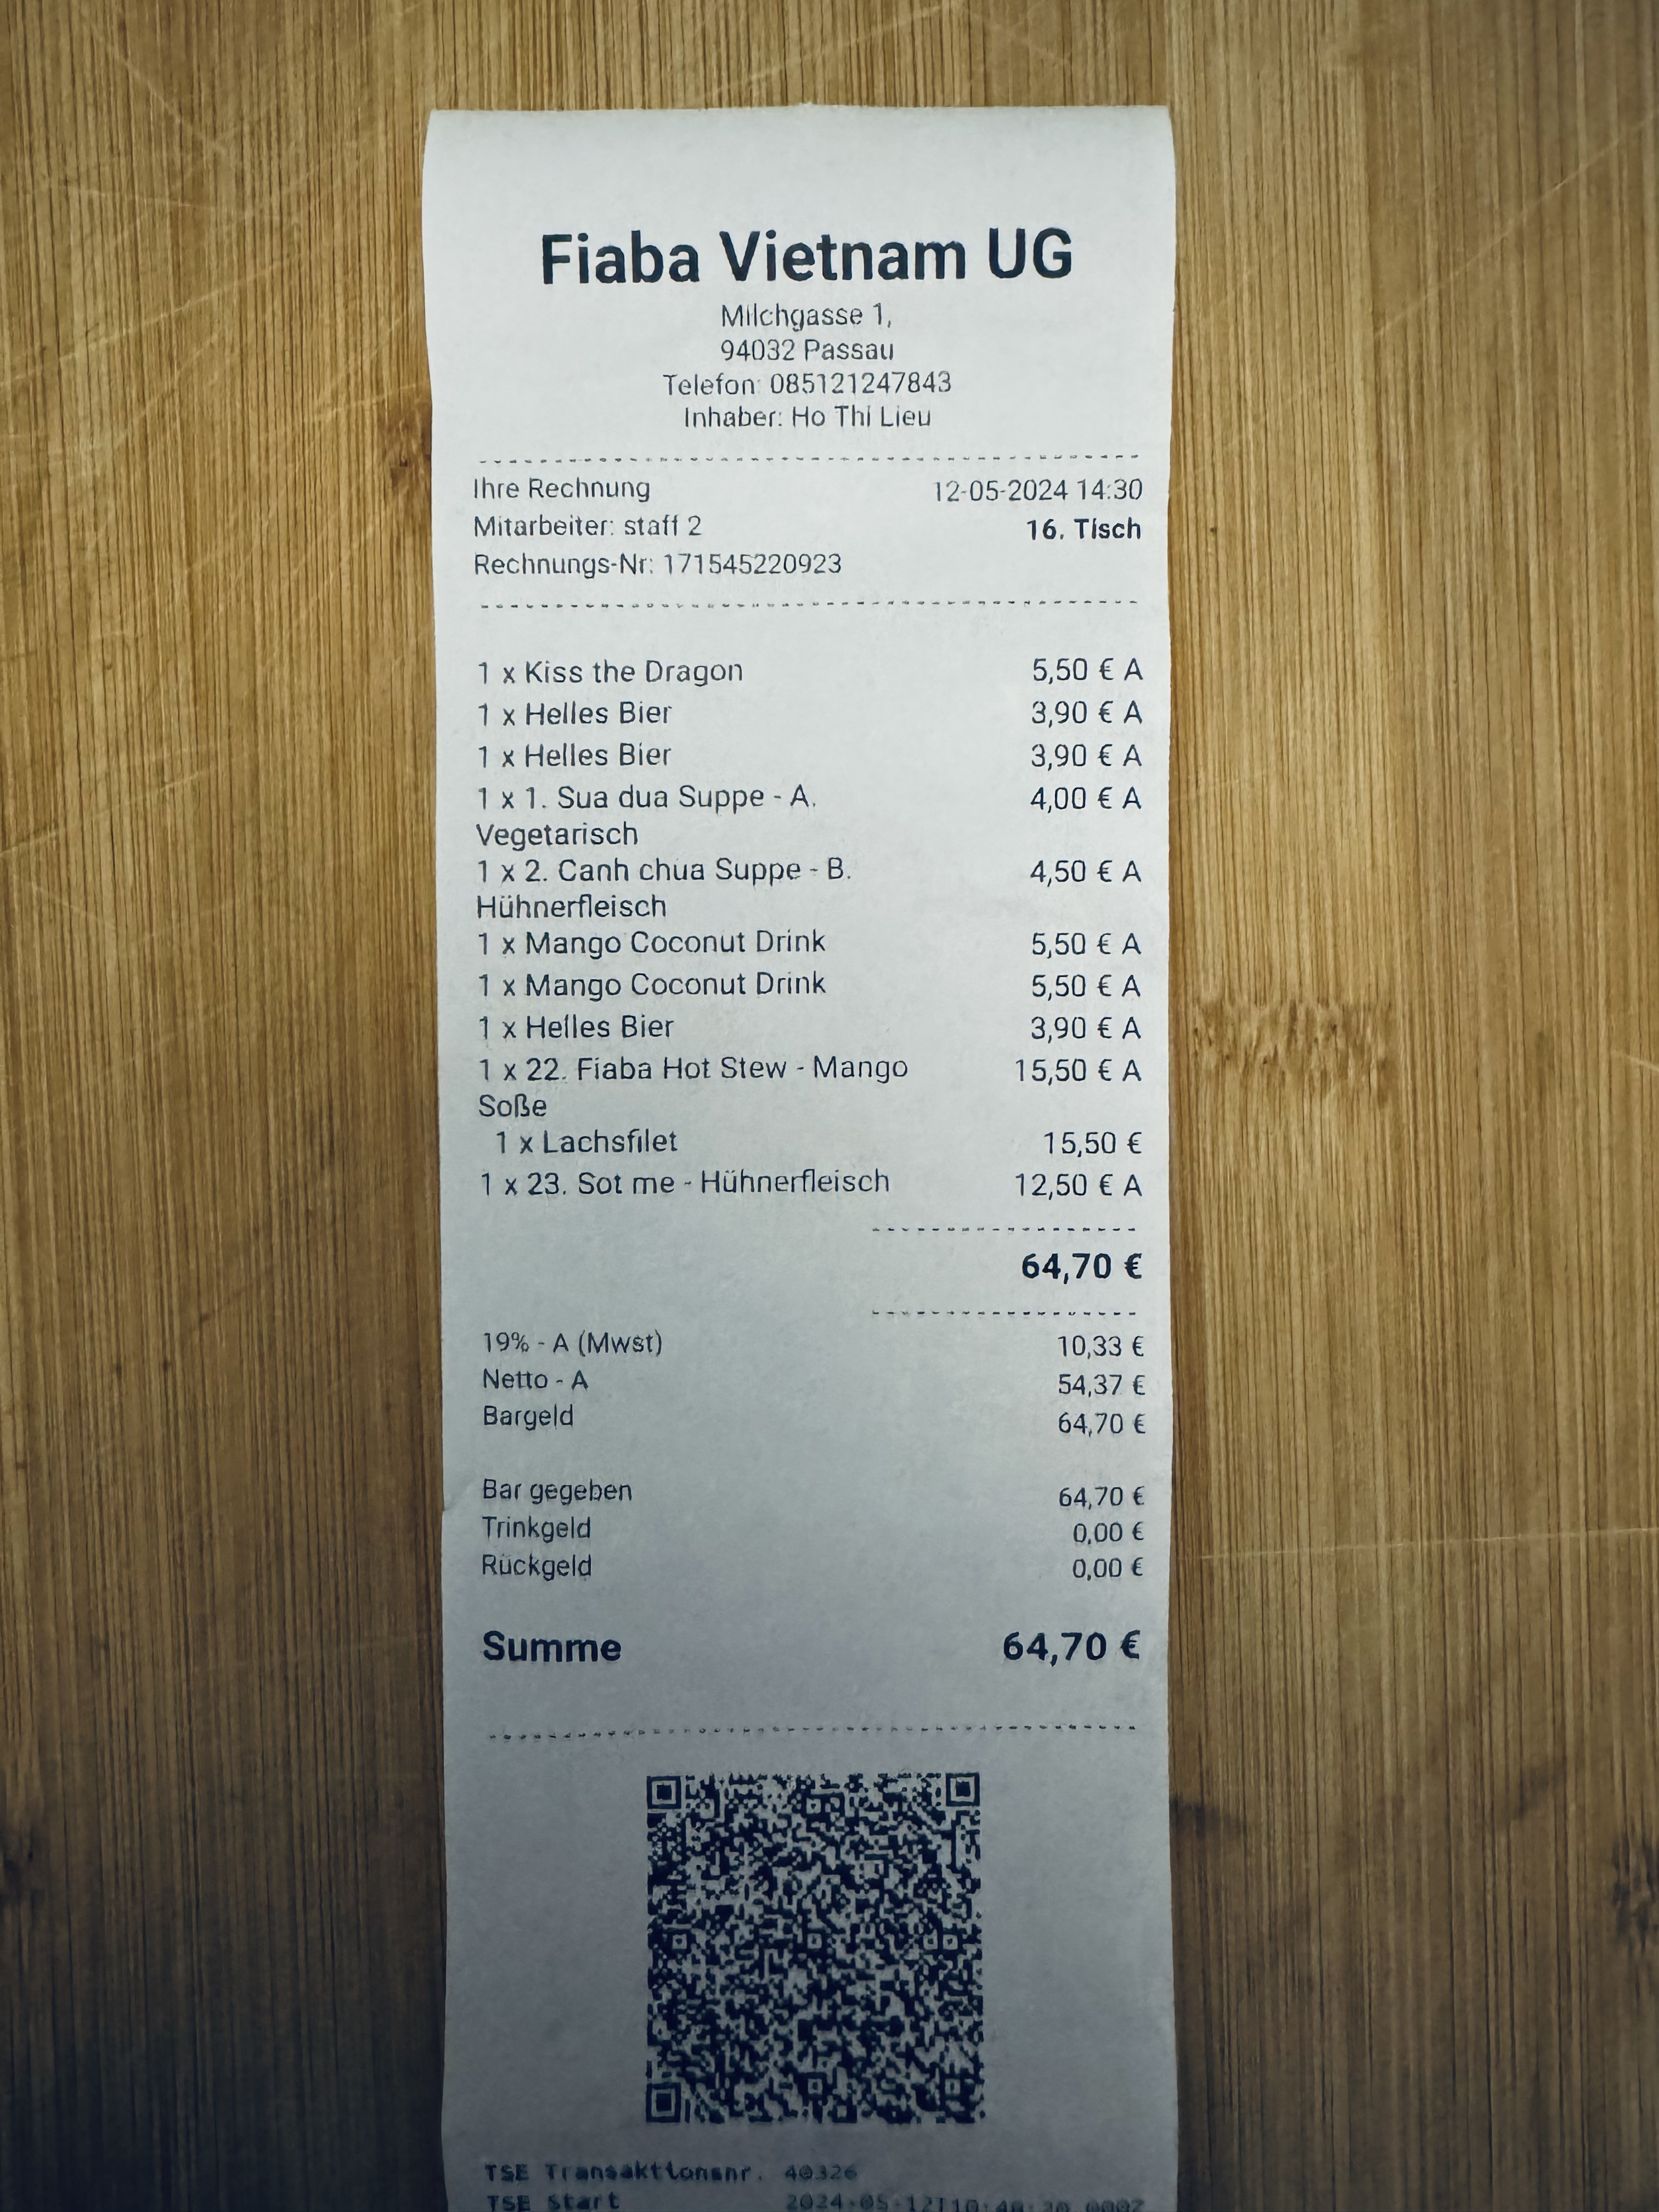 Fiaba Vietnam UG
Milchgasse 1,
94032 Passau
Telefon: 085121247843
Inhaber: Ho Thi Lieu
Ihre Rechnung 12-05-2024 14:30
Mitarbeiter: staff 2 16. Tisch
Rechnungs-Nr: 171545220923
1 x Kiss the Dragon 5,50 € A
1 x Helles Bier 3,90 € A
1 x Helles Bier 3,90 € A
1 x 1. Sua dua Suppe - A. 4,00 € A
Vegetarisch
1 x 2. Canh chua Suppe - B. 4,50 € A
Hühnerfleisch
1 x Mango Coconut Drink 5,50 € A
1 x Mango Coconut Drink 5,50 € A
1 x Helles Bier 3,90 € A
1 x 22. Fiaba Hot Stew - Mango 15,50 € A
Soße
1 x Lachsfilet 15,50 €
1 x 23. Sot me - Hühnerfleisch 12,50 € A
64,70 €
19% - A (Mwst) 10,33 €
Netto - A 54,37 €
Bargeld 64,70 €
Bar gegeben 64,70 €
Trinkgeld 0,00 €
Rückgeld 0,00 €
Summe 64,70 €
TSE Transaktionsnr. 40326
TSE Start